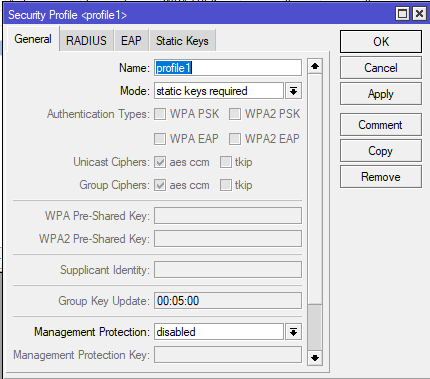 Security Profile <profile1>
General RADIUS EAP Static Keys
OK
Name: profile1
Cancel
Mode: static keys required
Apply
Authentication Types: WPA PSK WPA2 PSK
Comment
WPA EAP WPA2 EAP
Copy
Unicast Ciphers: aes ccm tkip
Group Ciphers: aes ccm tkip
Remove
WPA Pre-Shared Key:
WPA2 Pre-Shared Key:
Supplicant Identity:
Group Key Update: 00:05:00
Management Protection: disabled
Management Protection Key: